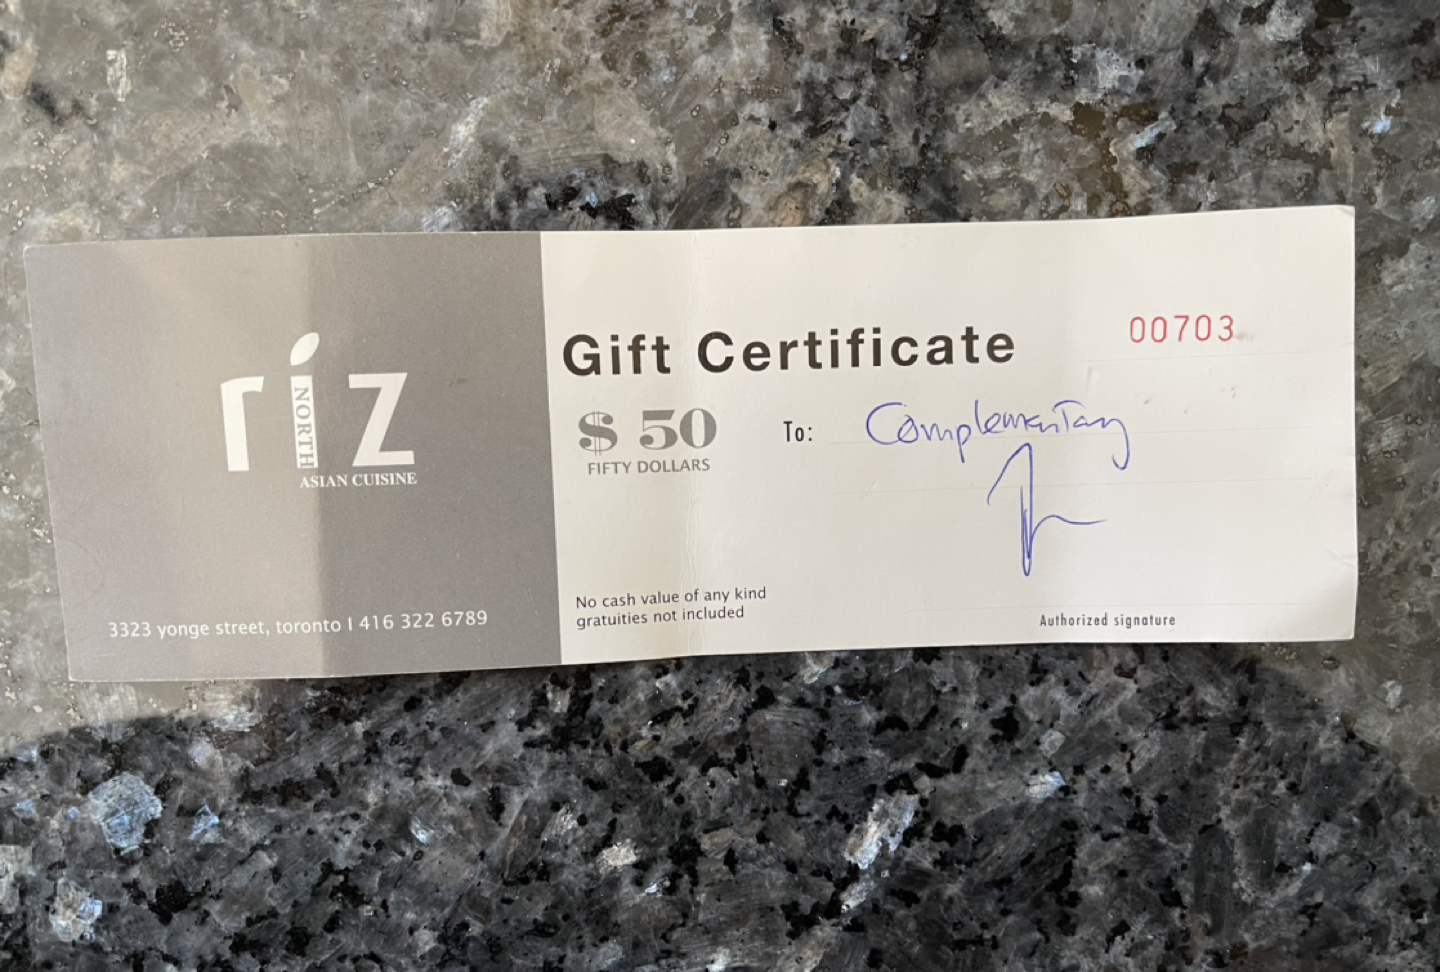 riz
NORTH
ASIAN CUISINE
3323 yonge street, toronto | 416 322 6789
Gift Certificate
00703
$ 50
FIFTY DOLLARS
To: Complementary
No cash value of any kind
gratuities not included
Authorized signature